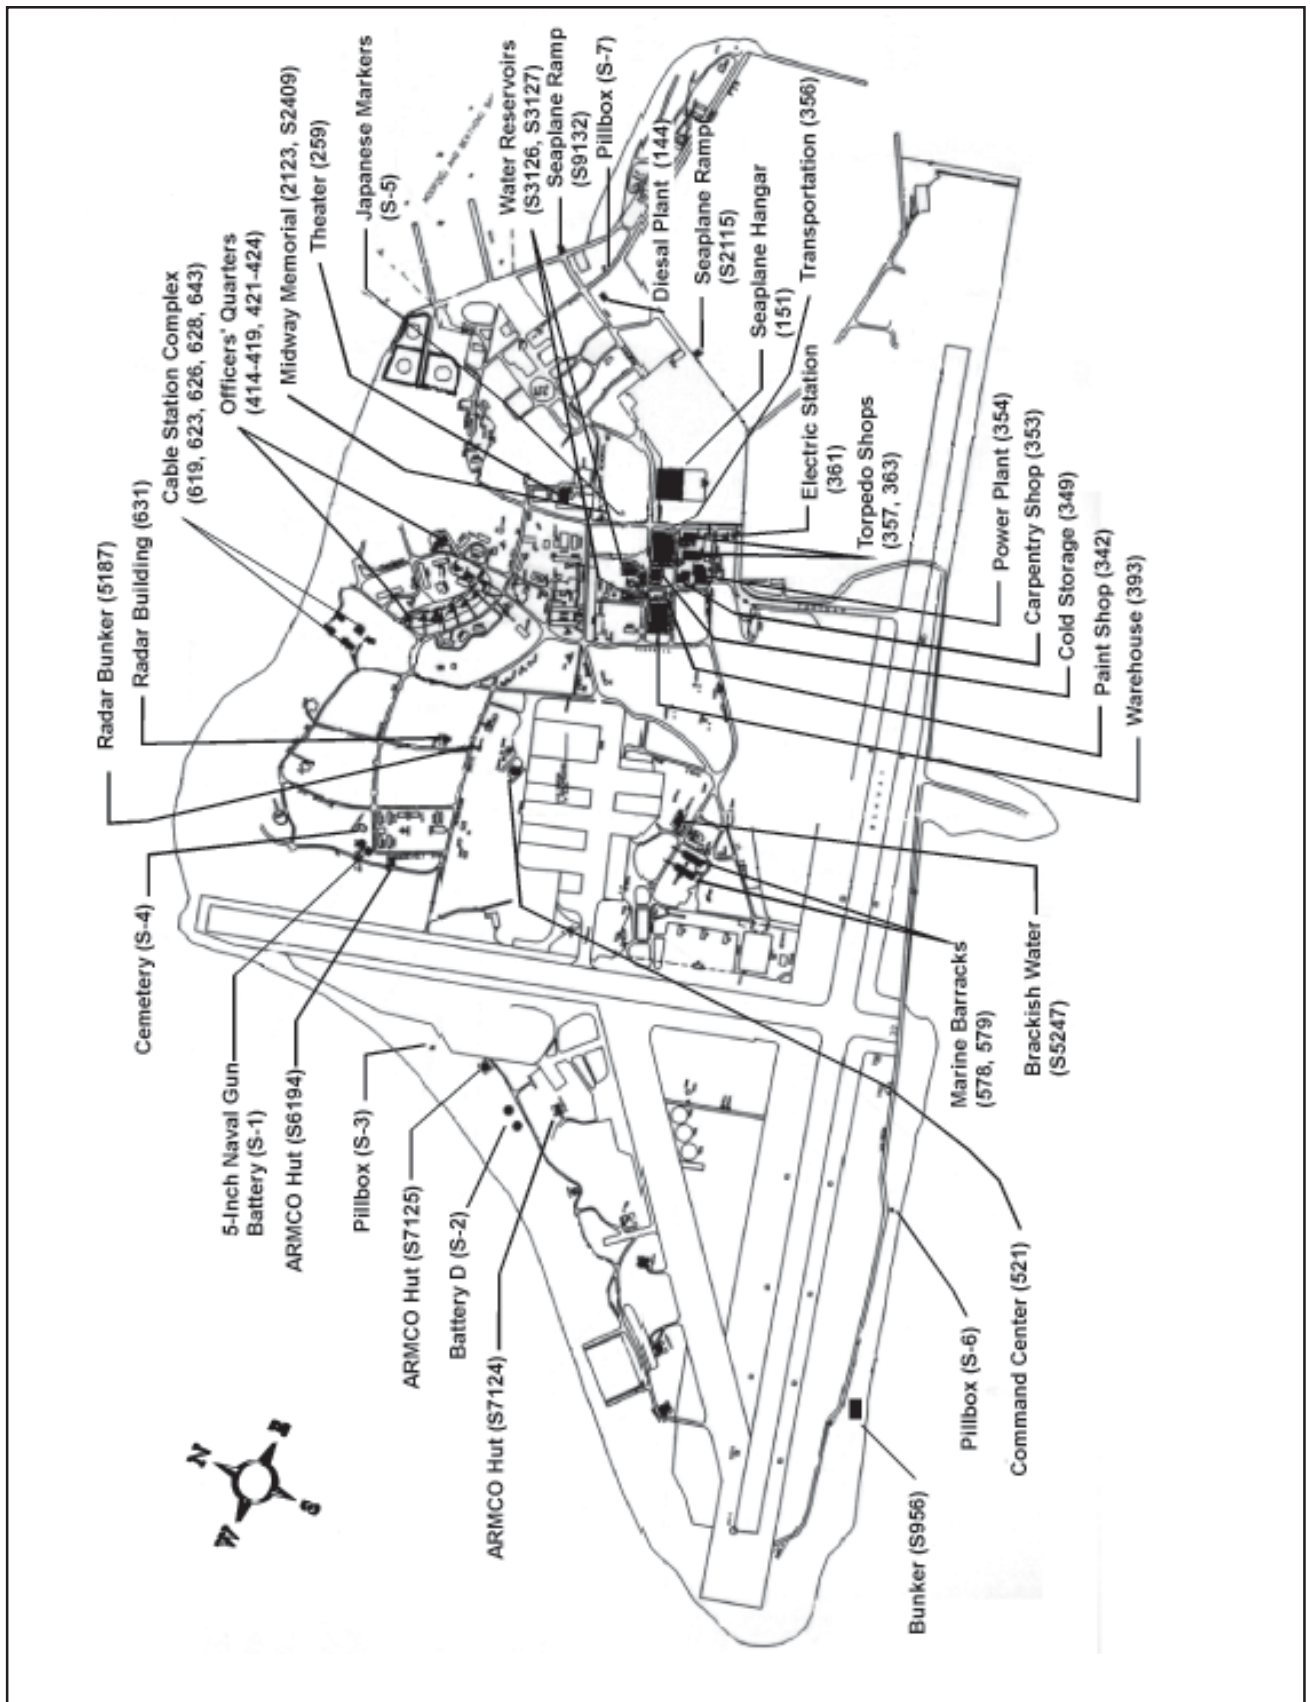 Radar Bunker (5187)
Radar Building (631)
Cable Station Complex
(619, 623, 626, 628, 643)
Officers' Quarters
(414-419, 421-424)
Midway Memorial (2123, S2409)
Theater (259)
Japanese Markers
(S-5)
Water Reservoirs
(S3126, S3127)
Seaplane Ramp
(S9132)
Pillbox (S-7)
Diesal Plant (144)
Seaplane Ramp
(S2115)
Seaplane Hangar
(151)
Transportation (356)
Electric Station
(361)
Torpedo Shops
(357, 363)
Power Plant (354)
Carpentry Shop (353)
Cold Storage (349)
Paint Shop (342)
Warehouse (393)
Cemetery (S-4)
5-Inch Naval Gun
Battery (S-1)
ARMCO Hut (S6194)
Pillbox (S-3)
ARMCO Hut (S7125)
Battery D (S-2)
ARMCO Hut (S7124)
Brackish Water
(S5247)
Marine Barracks
(578, 579)
Command Center (521)
Pillbox (S-6)
Bunker (S956)
N
E
S
W